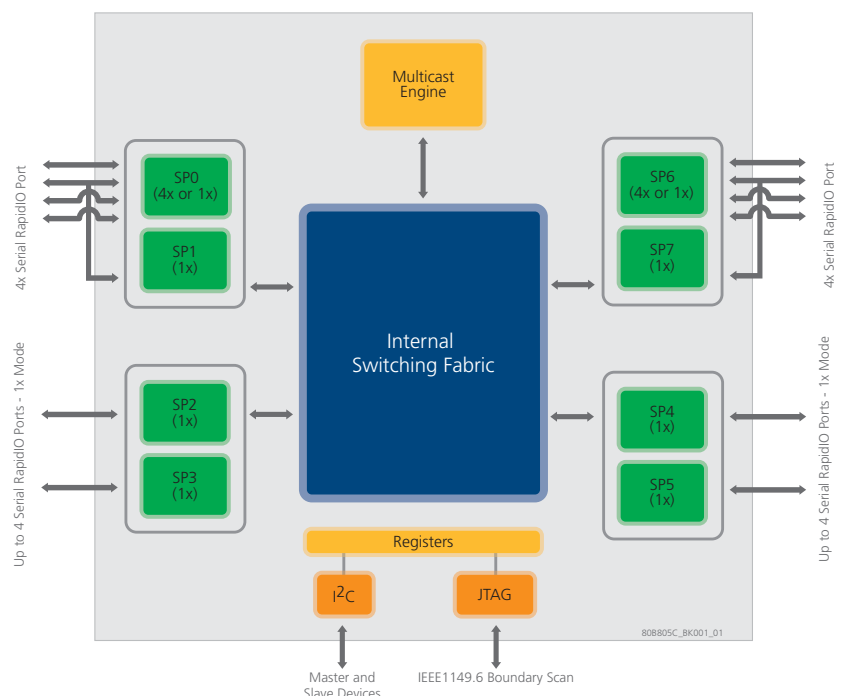 Multicast
Engine
SP0
(4x or 1x)
SP1
(1x)
SP6
(4x or 1x)
SP7
(1x)
4x Serial RapidIO Port
4x Serial RapidIO Port
Internal
Switching Fabric
SP2
(1x)
SP3
(1x)
SP4
(1x)
SP5
(1x)
Up to 4 Serial RapidIO Ports - 1x Mode
Up to 4 Serial RapidIO Ports - 1x Mode
Registers
I2C
JTAG
80B805C_BK001_01
Master and
Slave Devices
IEEE1149.6 Boundary Scan